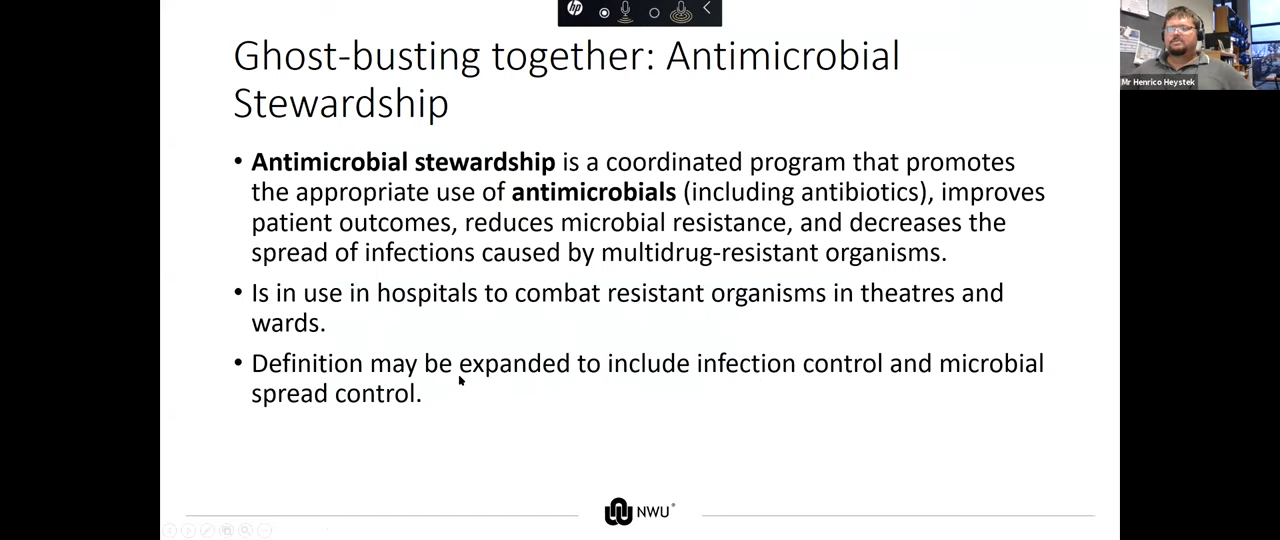 hp
Ghost-busting together: Antimicrobial
Stewardship
Mr Henrico Heystek
• Antimicrobial stewardship is a coordinated program that promotes
the appropriate use of antimicrobials (including antibiotics), improves
patient outcomes, reduces microbial resistance, and decreases the
spread of infections caused by multidrug-resistant organisms.
• Is in use in hospitals to combat resistant organisms in theatres and
wards.
• Definition may be expanded to include infection control and microbial
spread control.
NWU®